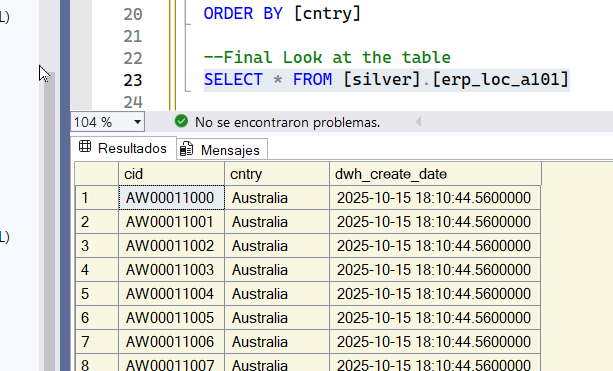 L)
L)
20 ORDER BY [cntry]
21
22 --Final Look at the table
23 SELECT * FROM [silver].[erp_loc_a101]
24
104 % No se encontraron problemas.
Resultados Mensajes
cid cntry dwh_create_date
1 AW00011000 Australia 2025-10-15 18:10:44.5600000
2 AW00011001 Australia 2025-10-15 18:10:44.5600000
3 AW00011002 Australia 2025-10-15 18:10:44.5600000
4 AW00011003 Australia 2025-10-15 18:10:44.5600000
5 AW00011004 Australia 2025-10-15 18:10:44.5600000
6 AW00011005 Australia 2025-10-15 18:10:44.5600000
7 AW00011006 Australia 2025-10-15 18:10:44.5600000
8 AW00011007 Australia 2025-10-15 18:10:44.5600000